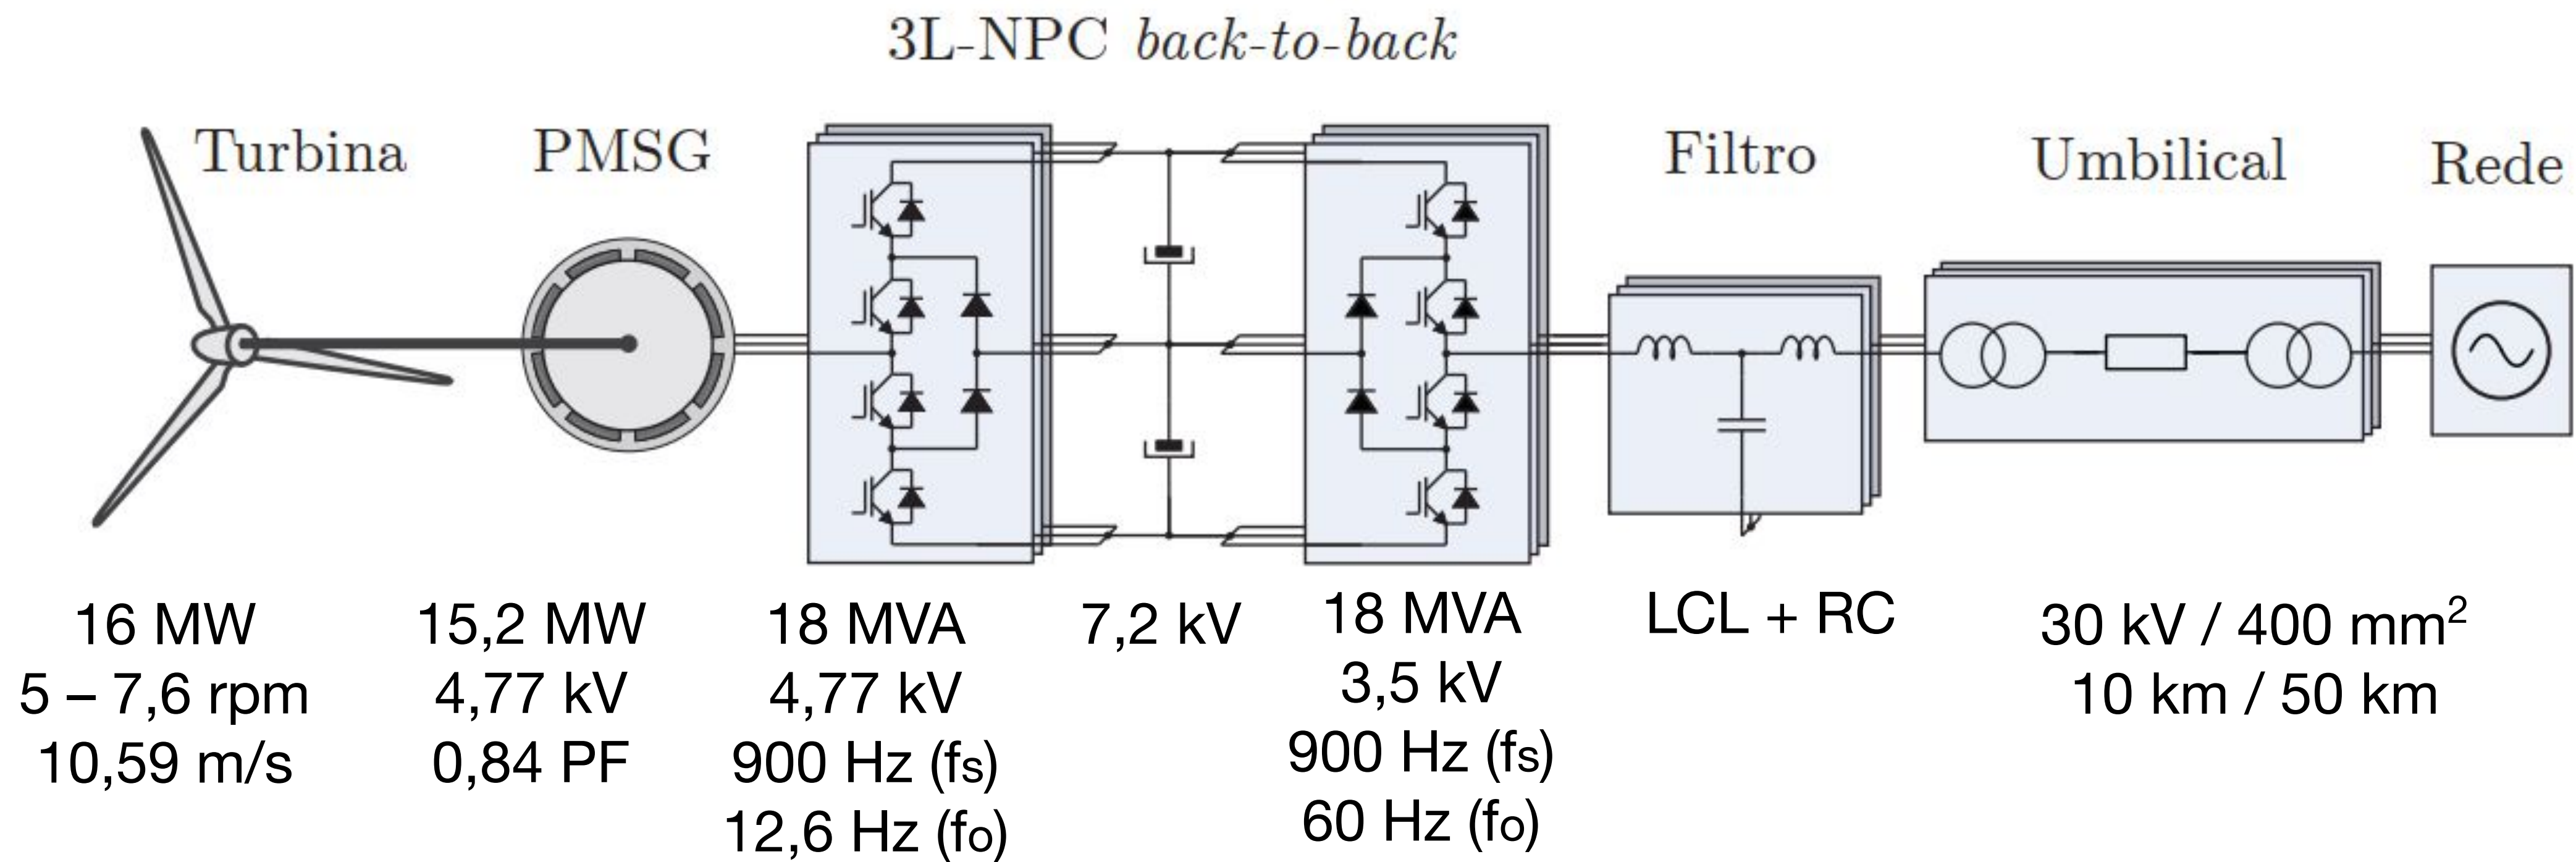 3L-NPC back-to-back
Turbina
PMSG
Filtro
Umbilical
Rede
16 MW
5 – 7,6 rpm
10,59 m/s
15,2 MW
4,77 kV
0,84 PF
18 MVA
4,77 kV
900 Hz (fs)
12,6 Hz (fo)
7,2 kV
18 MVA
3,5 kV
900 Hz (fs)
60 Hz (fo)
LCL + RC
30 kV / 400 mm²
10 km / 50 km